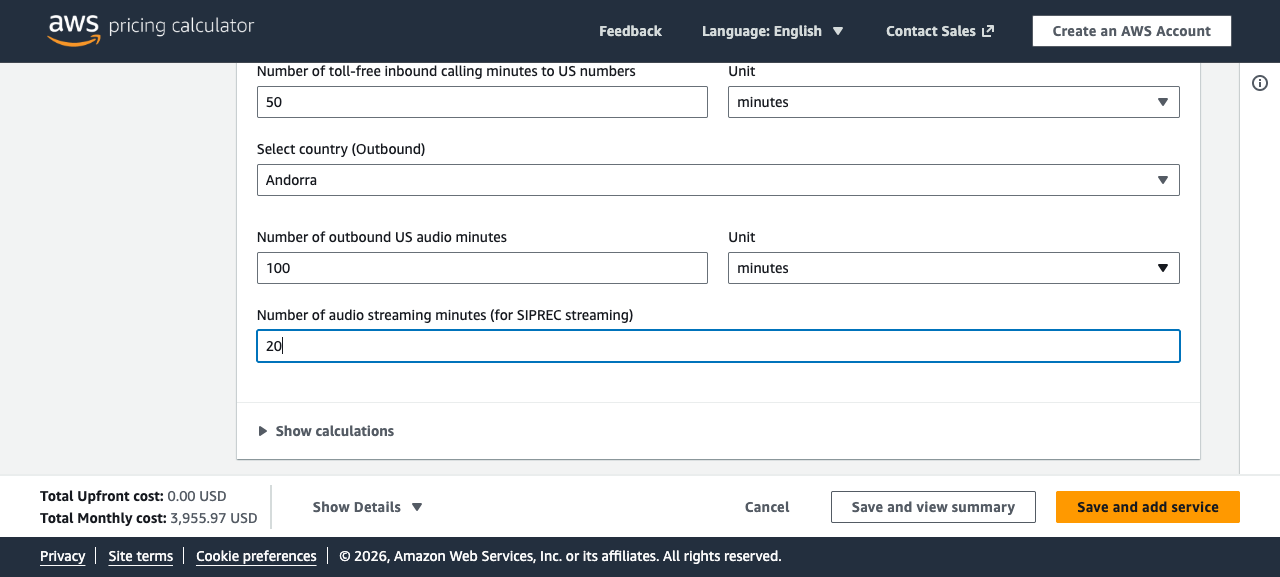 aws pricing calculator
Feedback
Language: English
Contact Sales
Create an AWS Account
Number of toll-free inbound calling minutes to US numbers
Unit
50
minutes
Select country (Outbound)
Andorra
Number of outbound US audio minutes
Unit
100
minutes
Number of audio streaming minutes (for SIPREC streaming)
20
Show calculations
Total Upfront cost: 0.00 USD
Total Monthly cost: 3,955.97 USD
Show Details
Cancel
Save and view summary
Save and add service
Privacy
Site terms
Cookie preferences
© 2026, Amazon Web Services, Inc. or its affiliates. All rights reserved.